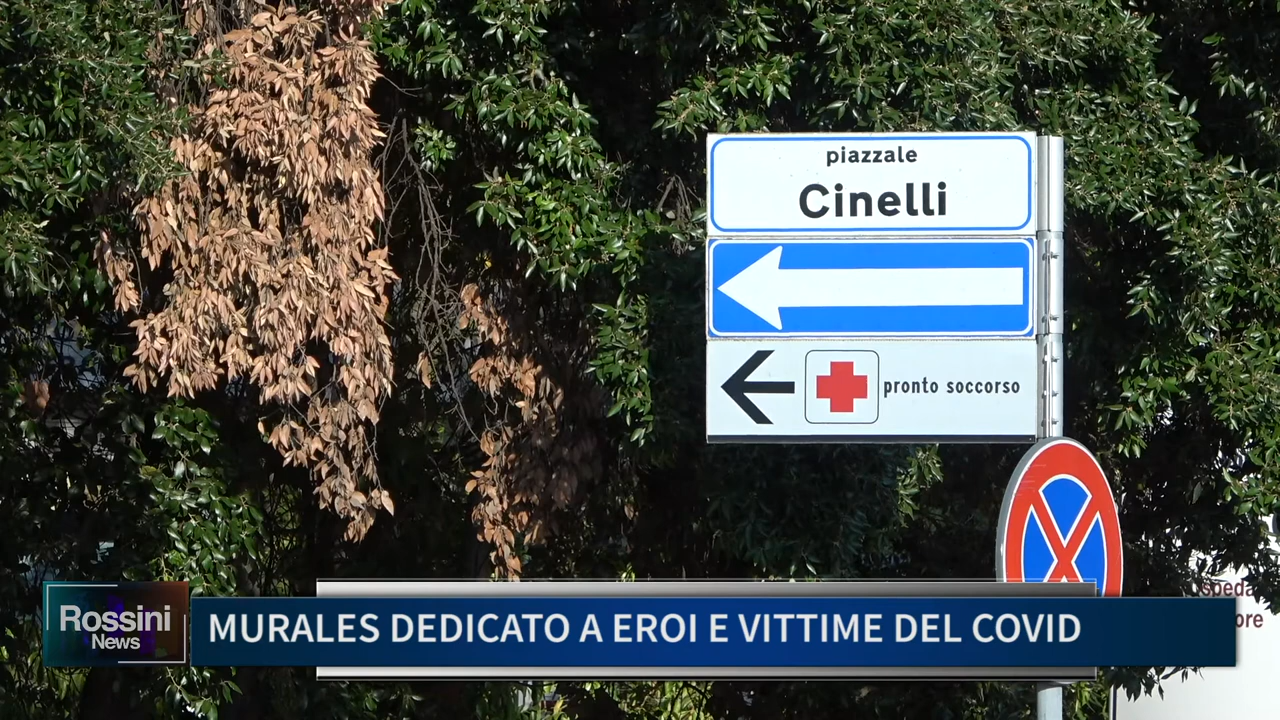 piazzale
Cinelli
pronto soccorso
Rossini
News
MURALES DEDICATO A EROI E VITTIME DEL COVID